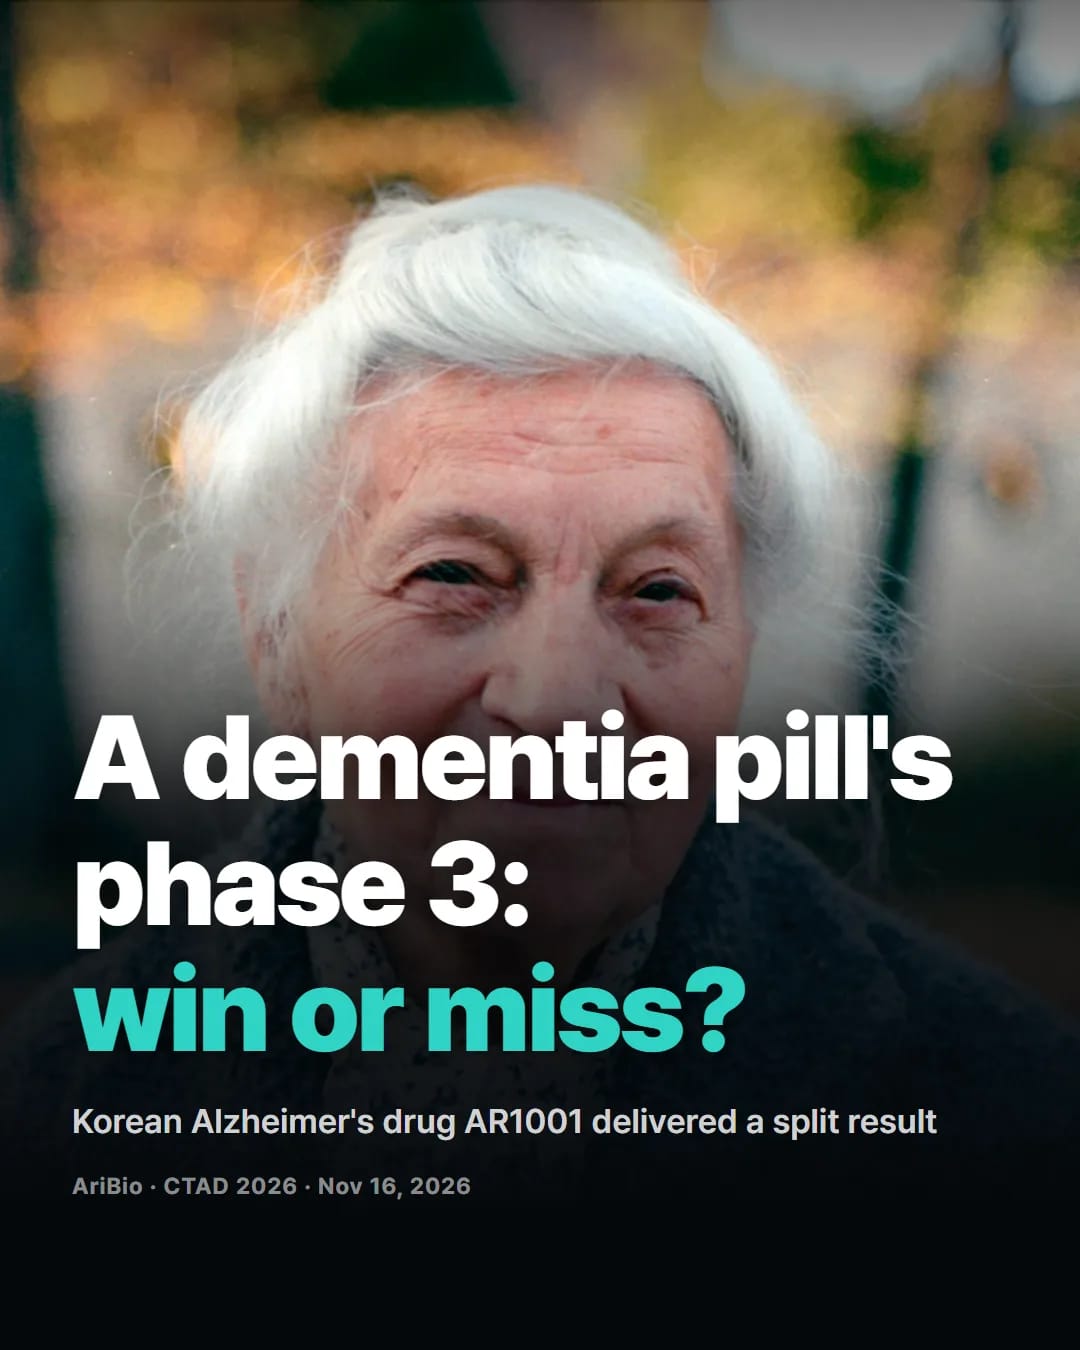 A dementia pill's
phase 3:
win or miss?
Korean Alzheimer's drug AR1001 delivered a split result
AriBio · CTAD 2026 · Nov 16, 2026